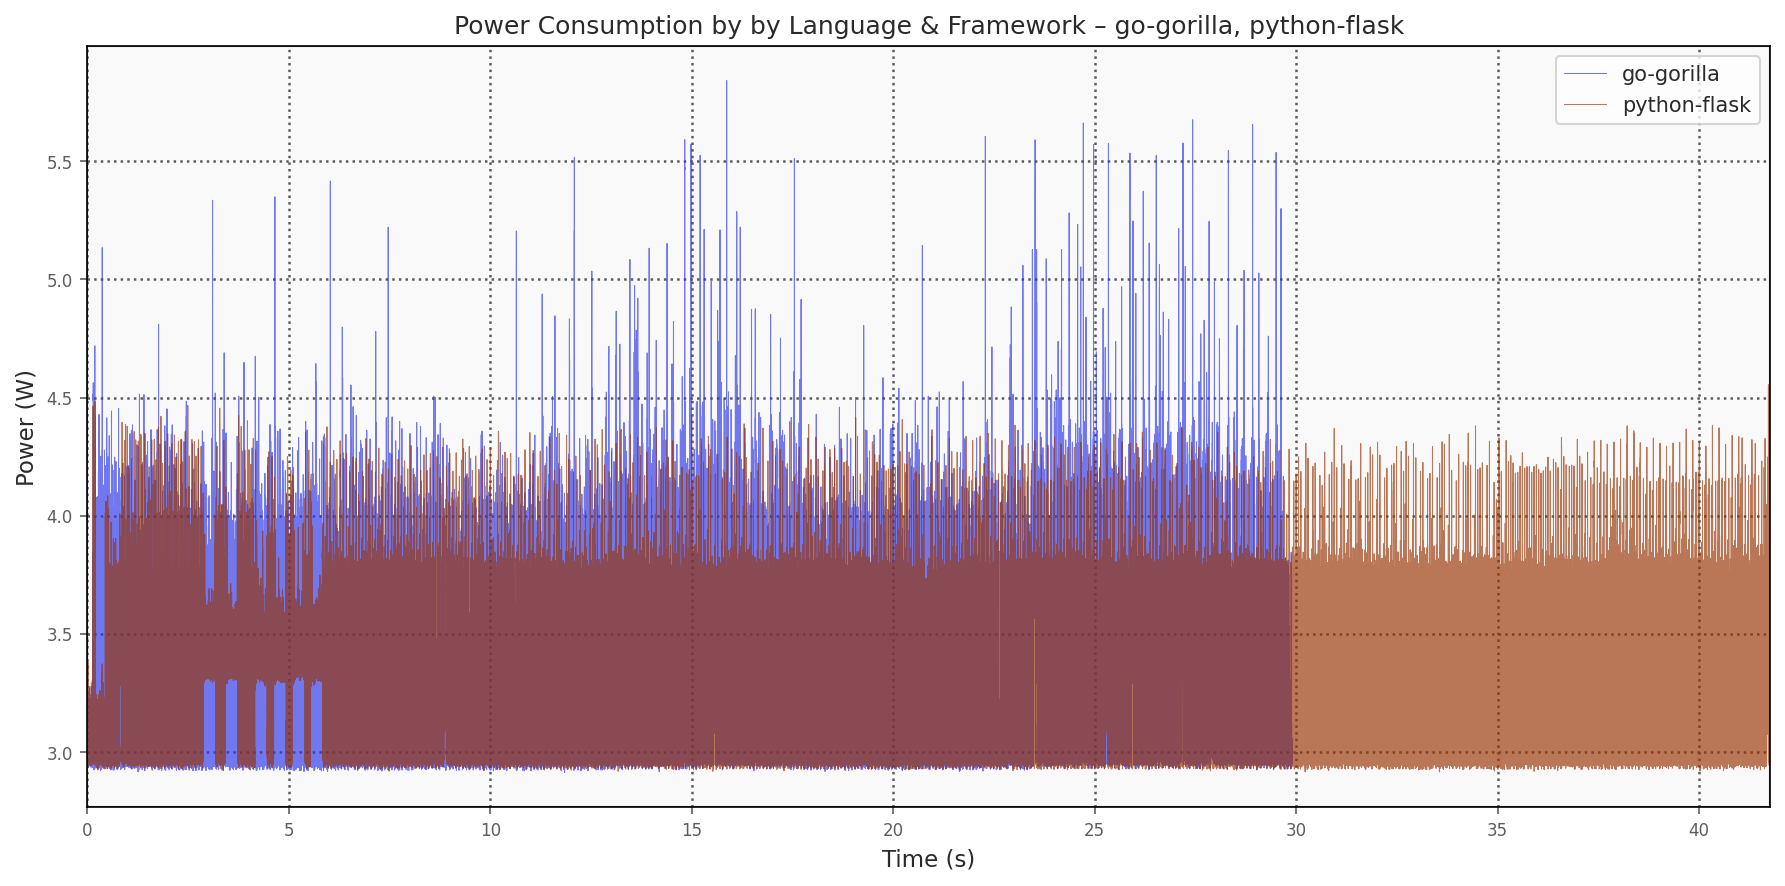 Power Consumption by by Language & Framework – go-gorilla, python-flask
go-gorilla
python-flask
Power (W)
5.5
5.0
4.5
4.0
3.5
3.0
0 5 10 15 20 25 30 35 40
Time (s)